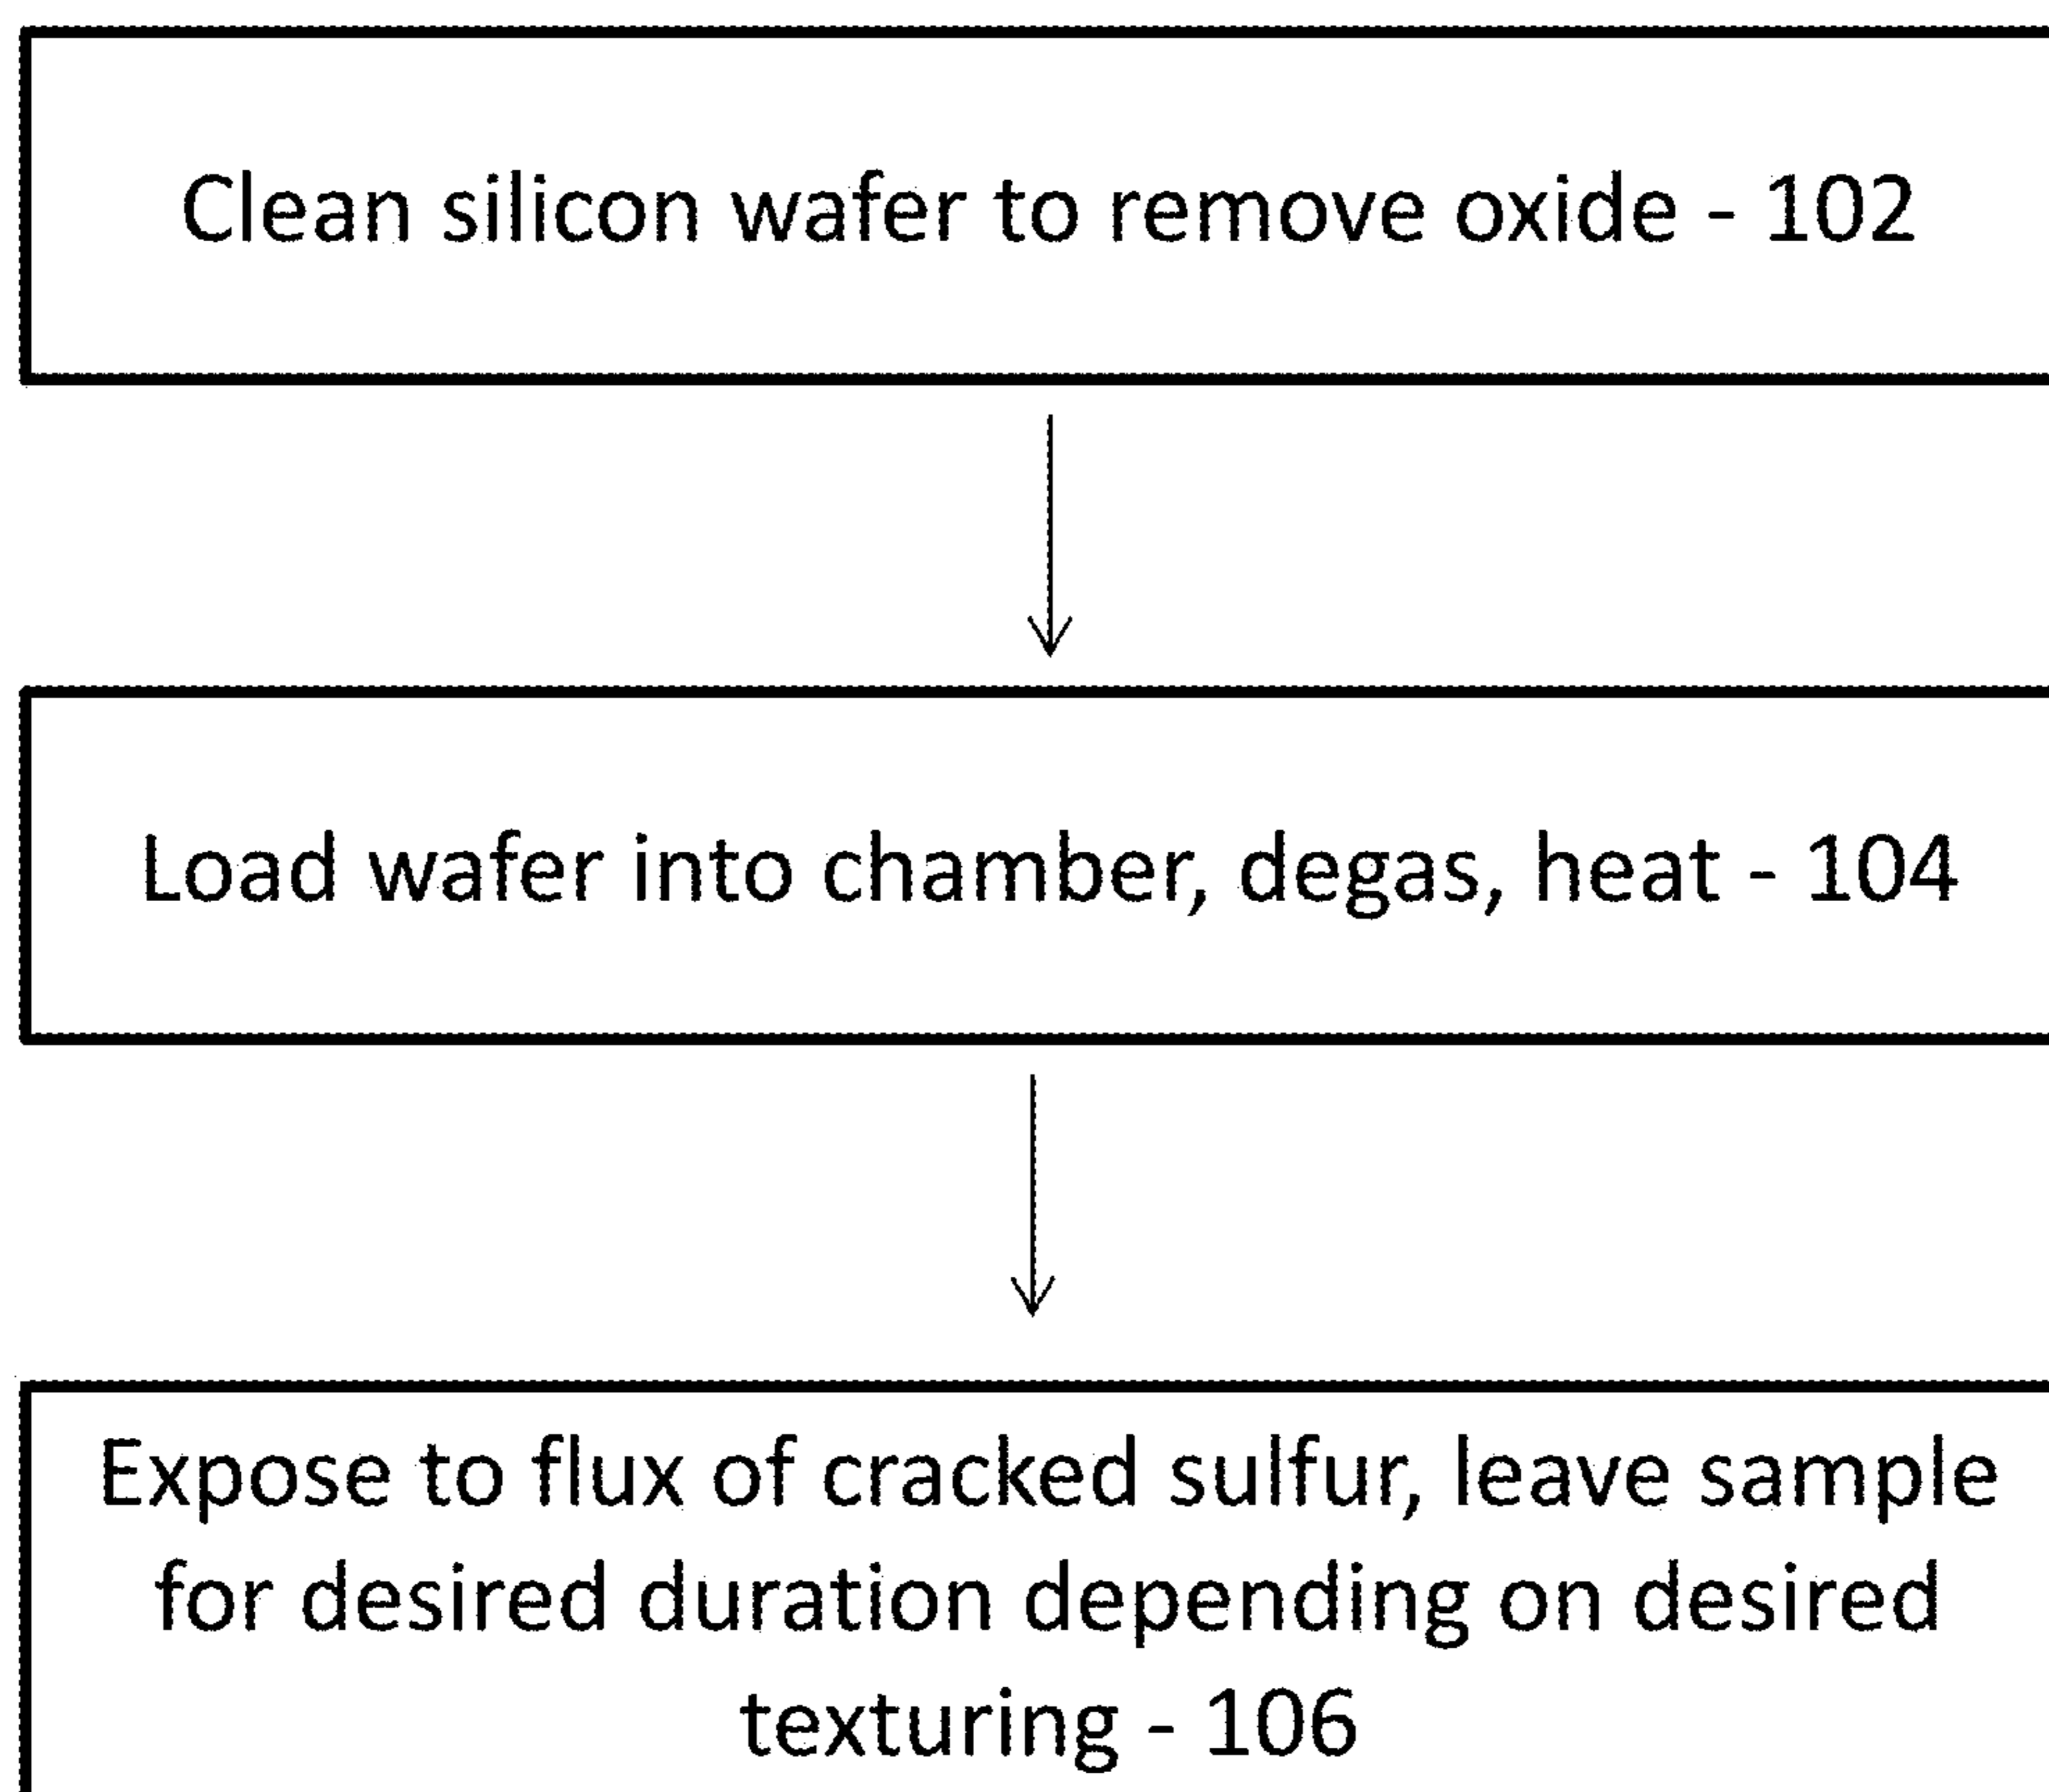 Clean silicon wafer to remove oxide - 102
Load wafer into chamber, degas, heat - 104
Expose to flux of cracked sulfur, leave sample
for desired duration depending on desired
texturing - 106